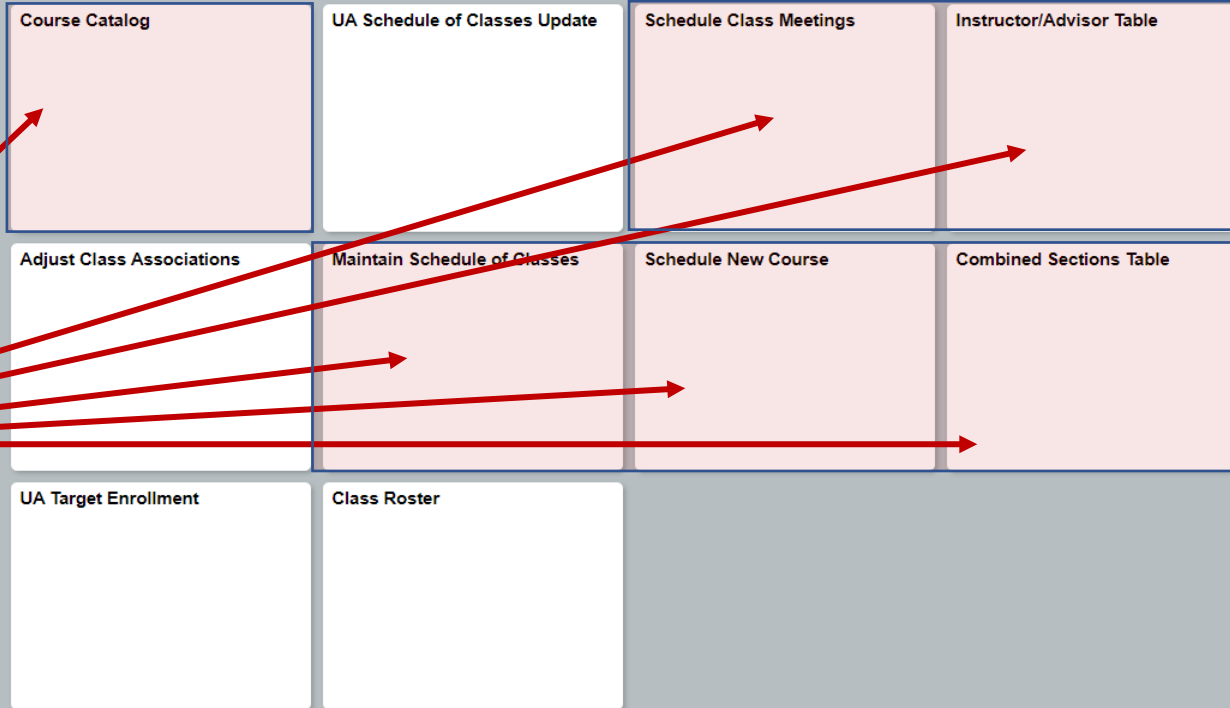 Course Catalog
UA Schedule of Classes Update
Schedule Class Meetings
Instructor/Advisor Table
Adjust Class Associations
Maintain Schedule of Classes
Schedule New Course
Combined Sections Table
UA Target Enrollment
Class Roster